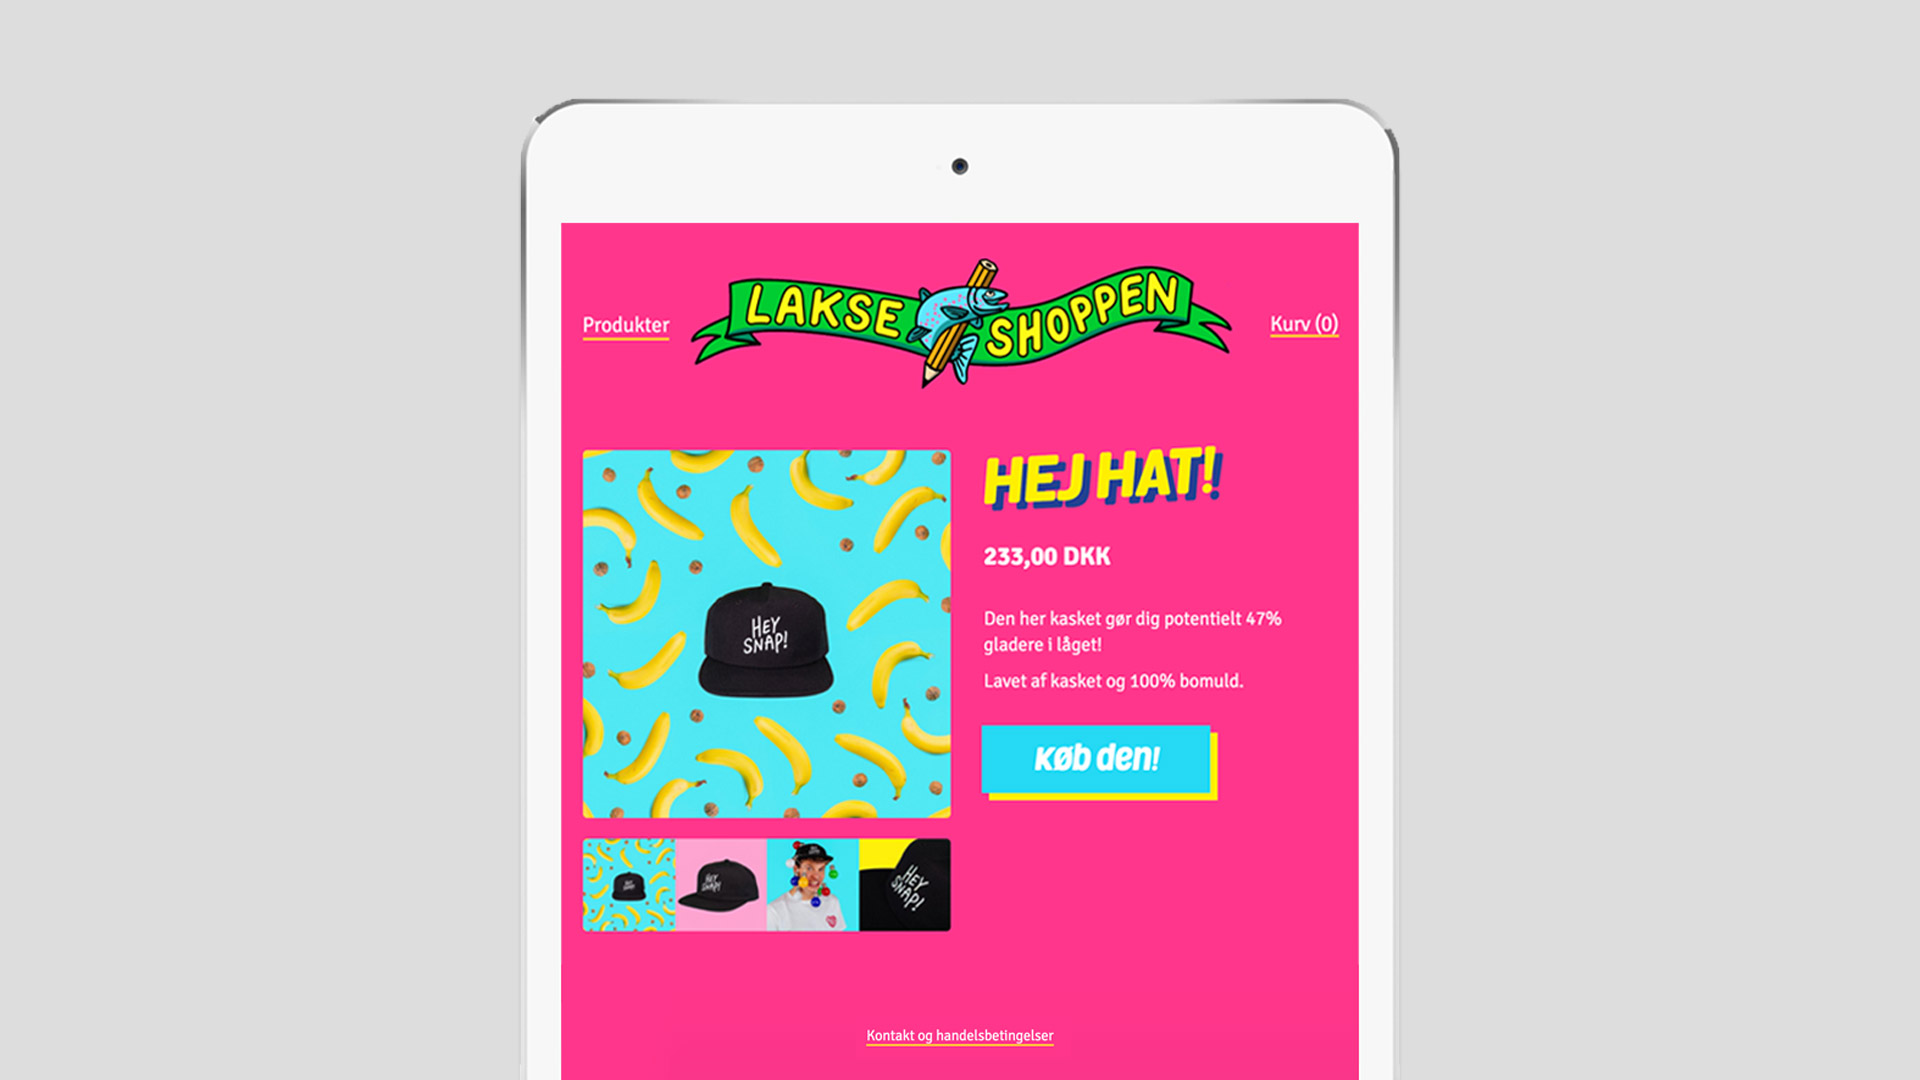 Produkter
LAKSE SHOPPEN
Kurv (0)
HEJ HAT!
233,00 DKK
Den her kasket gør dig potentielt 47%
gladere i låget!
Lavet af kasket og 100% bomuld.
Køb den!
HEY
SNAP!
HEY
SNAP!
HEY
SNAP!
HEY
SNAP!
Kontakt og handelsbetingelser